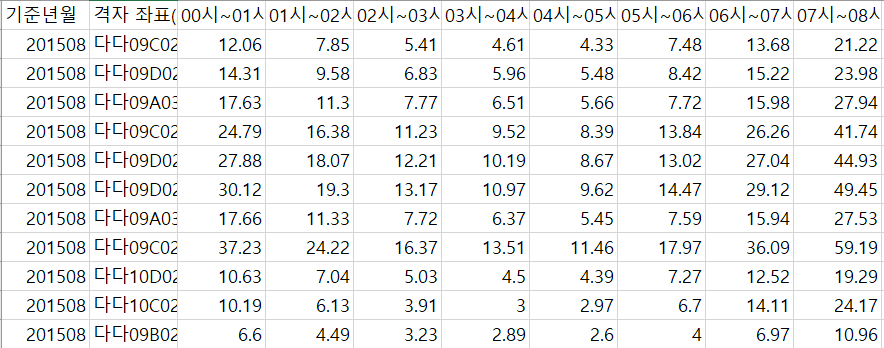 기준년월 격자 좌표( 00시~01시 01시~02시 02시~03시 03시~04시 04시~05시 05시~06시 06시~07시 07시~08시
201508 다다09C02 12.06 7.85 5.41 4.61 4.33 7.48 13.68 21.22
201508 다다09D02 14.31 9.58 6.83 5.96 5.48 8.42 15.22 23.98
201508 다다09A03 17.63 11.3 7.77 6.51 5.66 7.72 15.98 27.94
201508 다다09C02 24.79 16.38 11.23 9.52 8.39 13.84 26.26 41.74
201508 다다09D02 27.88 18.07 12.21 10.19 8.67 13.02 27.04 44.93
201508 다다09D02 30.12 19.3 13.17 10.97 9.62 14.47 29.12 49.45
201508 다다09A03 17.66 11.33 7.72 6.37 5.45 7.59 15.94 27.53
201508 다다09C02 37.23 24.22 16.37 13.51 11.46 17.97 36.09 59.19
201508 다다10D02 10.63 7.04 5.03 4.5 4.39 7.27 12.52 19.29
201508 다다10C02 10.19 6.13 3.91 3 2.97 6.7 14.11 24.17
201508 다다09B02 6.6 4.49 3.23 2.89 2.6 4 6.97 10.96